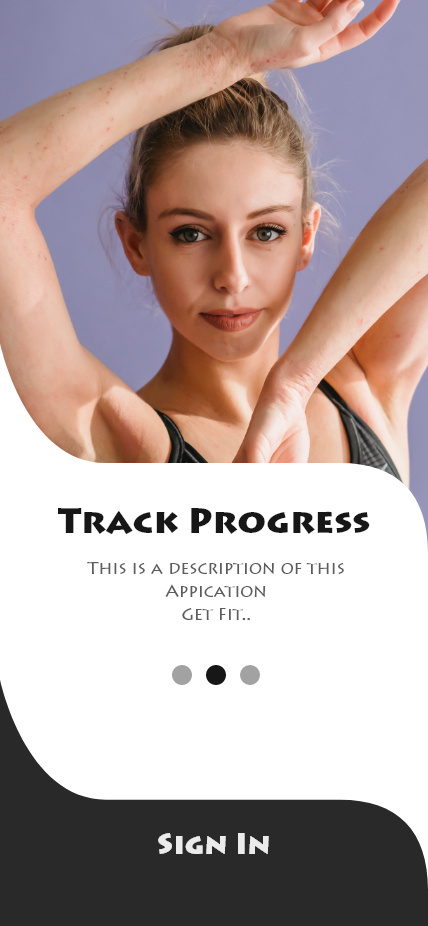 Track Progress
This is a description of this
Appication
Get Fit..
Sign In